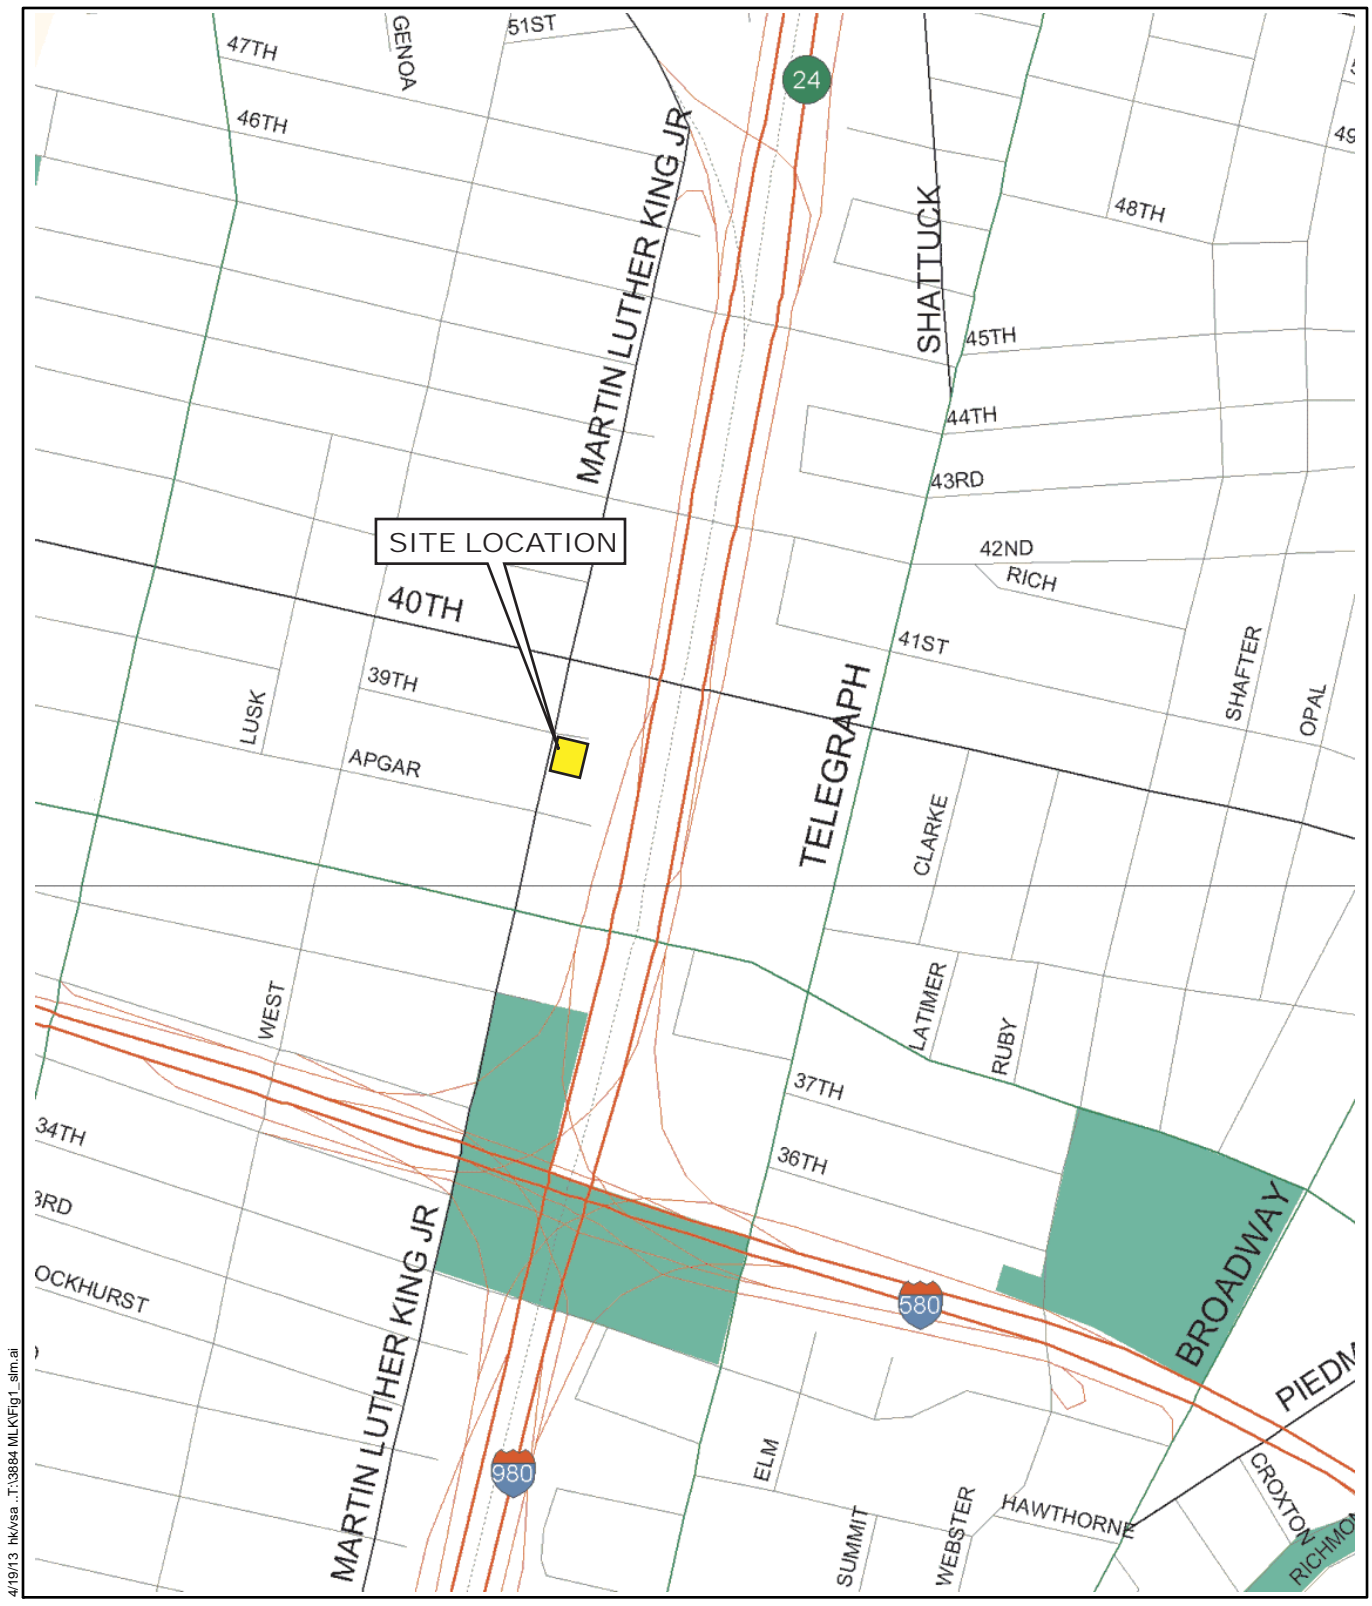 51ST
GENOA
47TH
24
46TH
MARTIN LUTHER KING JR
49
48TH
SHATTUCK
45TH
44TH
43RD
SITE LOCATION
42ND
RICH
40TH
41ST
39TH
SHAFTER
OPAL
LUSK
TELEGRAPH
APGAR
CLARKE
WEST
LATIMER
RUBY
37TH
34TH
36TH
3RD
BROADWAY
OCKHURST
MARTIN LUTHER KING JR
580
PIEDM
ELM
980
CROXTON
HAWTHORNE
SUMMIT
WEBSTER
RICHMON
4/19/13 hk/vsa ..T:\3884 MLK\Fig1_slm.ai